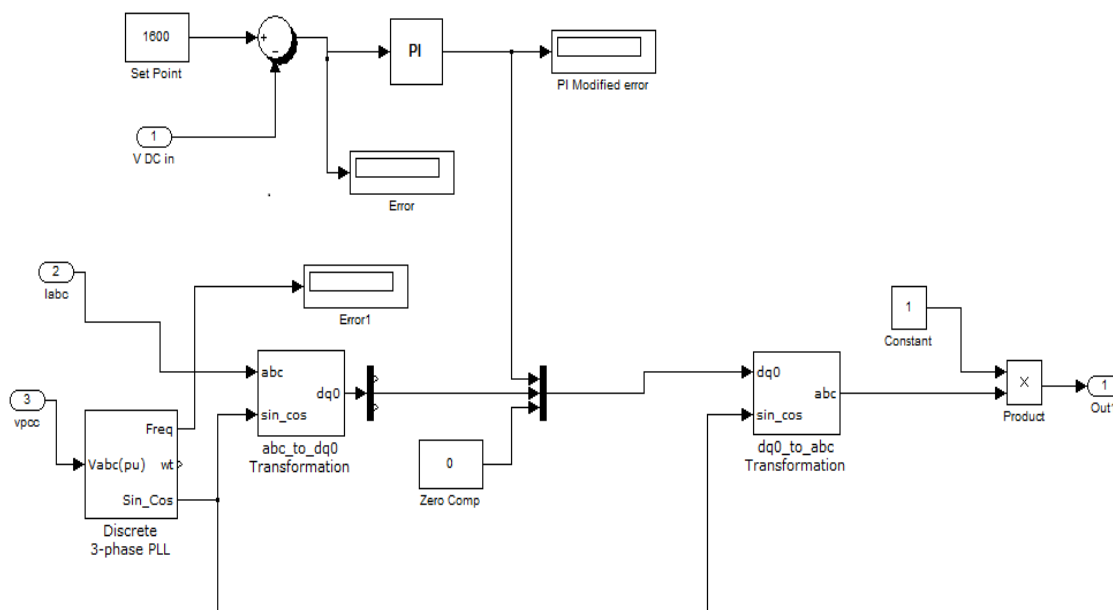 1600
Set Point
+
−
PI
PI Modified error
1
V DC in
Error
2
Iabc
Error1
1
Constant
abc
dq0
sin_cos
abc_to_dq0
Transformation
3
vpcc
Freq
Vabc(pu)
wt
Sin_Cos
Discrete
3-phase PLL
0
Zero Comp
dq0
abc
sin_cos
dq0_to_abc
Transformation
X
Product
1
Out1